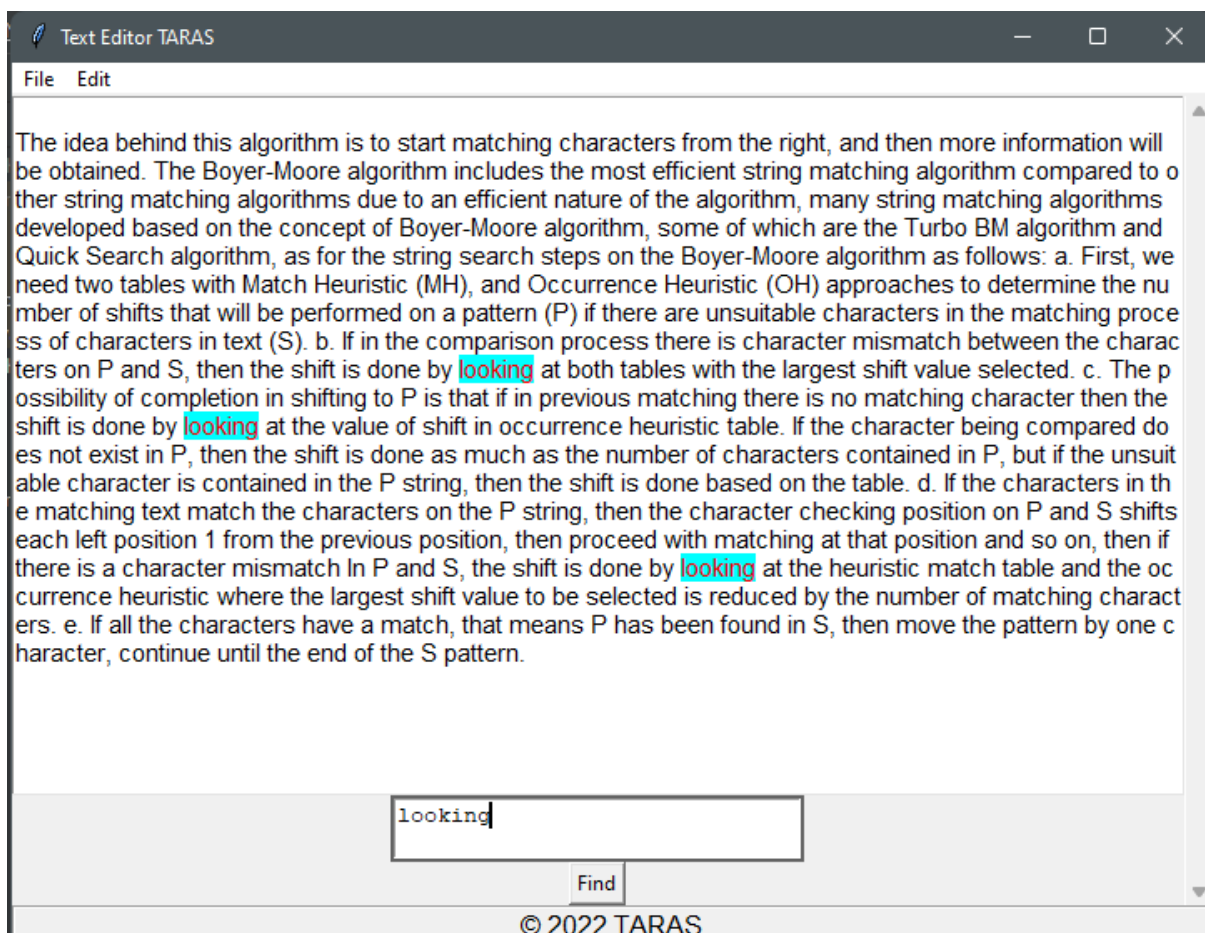 Text Editor TARAS
File Edit
The idea behind this algorithm is to start matching characters from the right, and then more information will
be obtained. The Boyer-Moore algorithm includes the most efficient string matching algorithm compared to o
ther string matching algorithms due to an efficient nature of the algorithm, many string matching algorithms
developed based on the concept of Boyer-Moore algorithm, some of which are the Turbo BM algorithm and
Quick Search algorithm, as for the string search steps on the Boyer-Moore algorithm as follows: a. First, we
need two tables with Match Heuristic (MH), and Occurrence Heuristic (OH) approaches to determine the nu
mber of shifts that will be performed on a pattern (P) if there are unsuitable characters in the matching proce
ss of characters in text (S). b. If in the comparison process there is character mismatch between the charac
ters on P and S, then the shift is done by looking at both tables with the largest shift value selected. c. The p
ossibility of completion in shifting to P is that if in previous matching there is no matching character then the
shift is done by looking at the value of shift in occurrence heuristic table. If the character being compared do
es not exist in P, then the shift is done as much as the number of characters contained in P, but if the unsuit
able character is contained in the P string, then the shift is done based on the table. d. If the characters in th
e matching text match the characters on the P string, then the character checking position on P and S shifts
each left position 1 from the previous position, then proceed with matching at that position and so on, then if
there is a character mismatch In P and S, the shift is done by looking at the heuristic match table and the oc
currence heuristic where the largest shift value to be selected is reduced by the number of matching charact
ers. e. If all the characters have a match, that means P has been found in S, then move the pattern by one c
haracter, continue until the end of the S pattern.
looking
Find
© 2022 TARAS